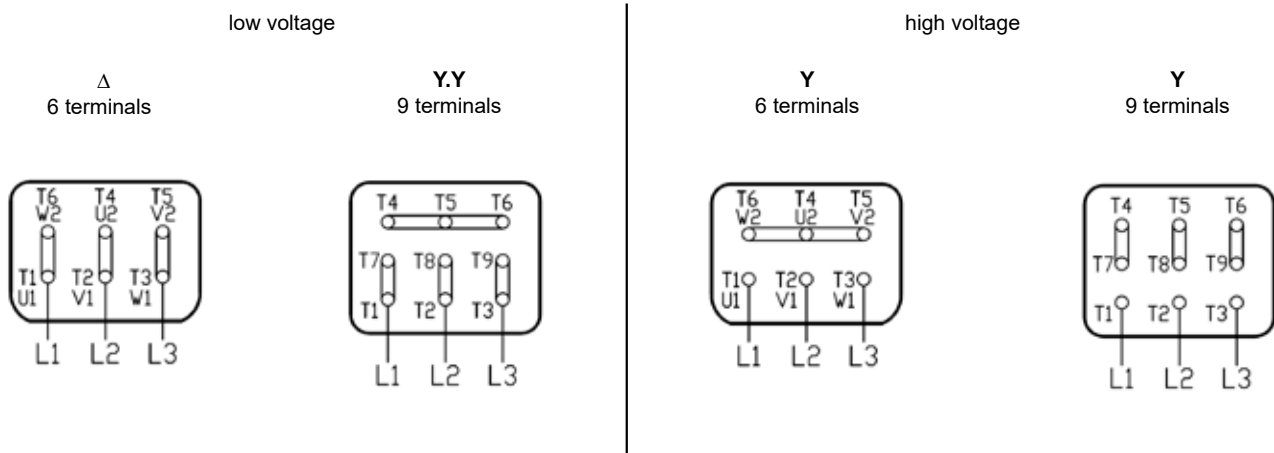 low voltage
high voltage
Δ
6 terminals
Y.Y
9 terminals
Y
6 terminals
Y
9 terminals
T6 T4 T5
W2 U2 V2
T1 T2 T3
U1 V1 W1
L1 L2 L3
T4 T5 T6
T7 T8 T9
T1 T2 T3
L1 L2 L3
T6 T4 T5
W2 U2 V2
T1 T2 T3
U1 V1 W1
L1 L2 L3
T4 T5 T6
T7 T8 T9
T1 T2 T3
L1 L2 L3